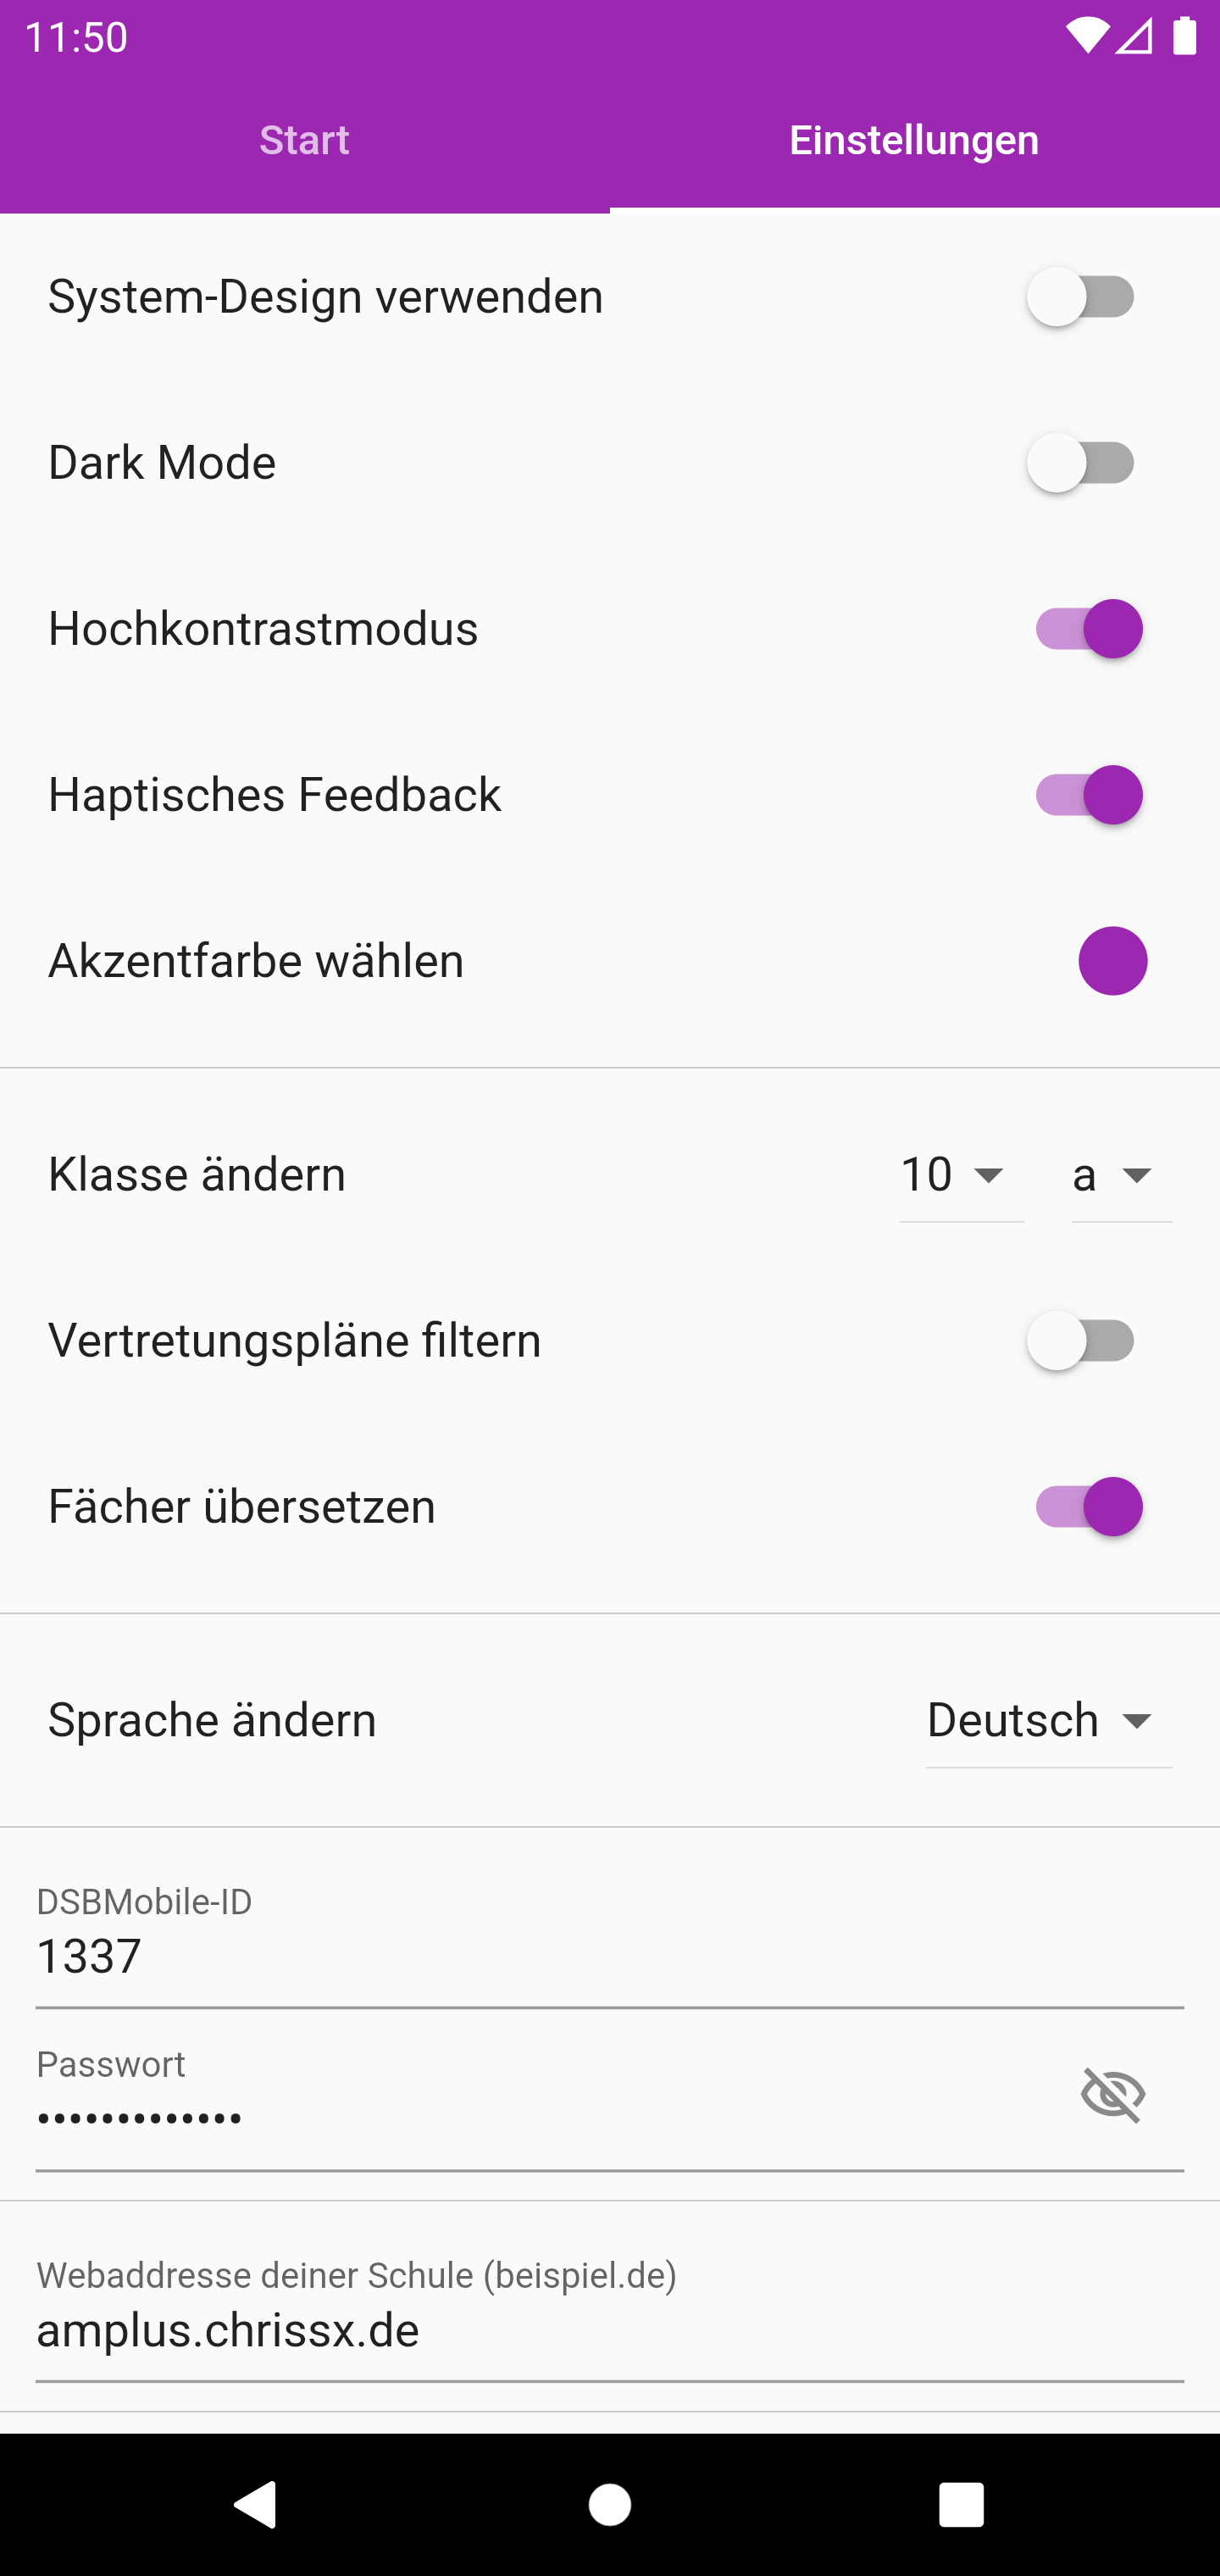 11:50
Start
Einstellungen
System-Design verwenden
Dark Mode
Hochkontrastmodus
Haptisches Feedback
Akzentfarbe wählen
Klasse ändern 10 a
Vertretungspläne filtern
Fächer übersetzen
Sprache ändern Deutsch
DSBMobile-ID
1337
Passwort
•••••••••••••
Webaddresse deiner Schule (beispiel.de)
amplus.chrissx.de